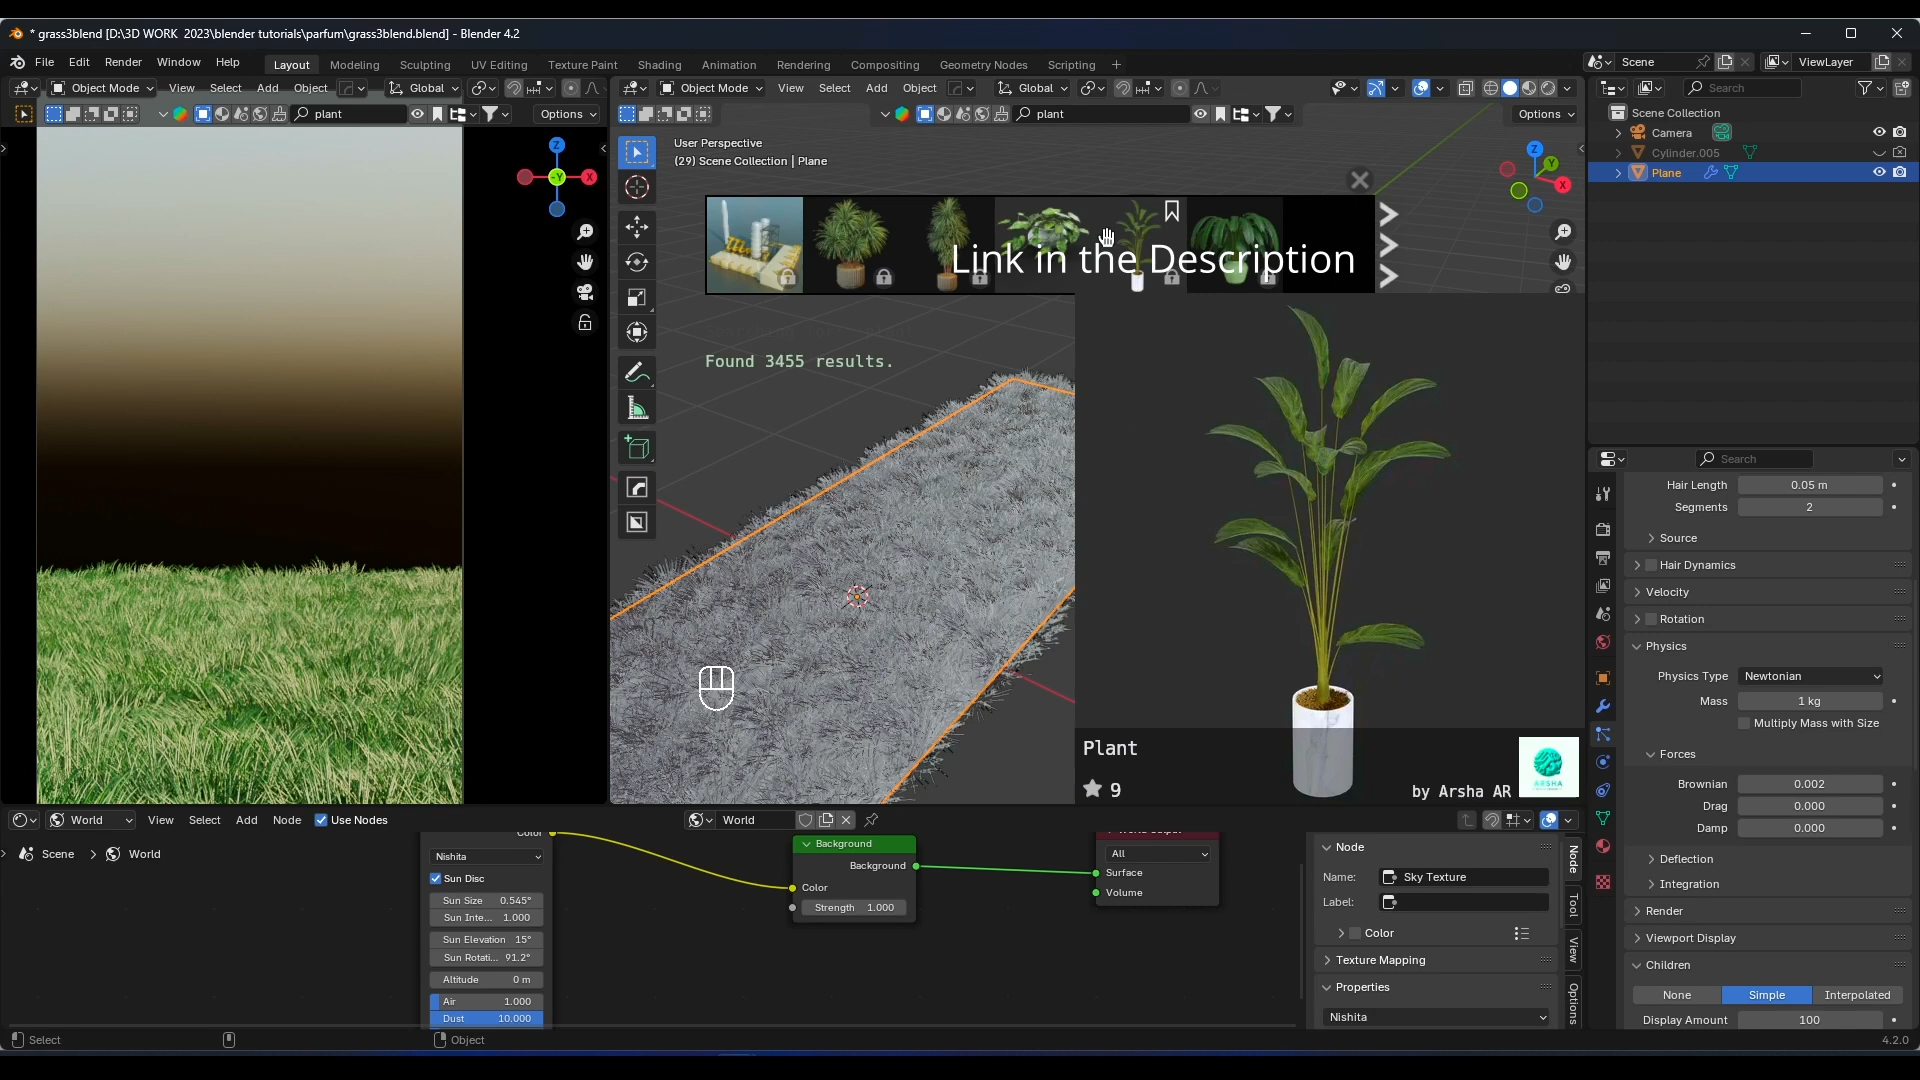 * grass3blend [D:\3D WORK  2023\blender tutorials\parfum\grass3blend.blend] - Blender 4.2
File Edit Render Window Help Layout Modeling Sculpting UV Editing Texture Paint Shading Animation Rendering Compositing Geometry Nodes Scripting +
Scene ViewLayer
Object Mode View Select Add Object Global
Object Mode View Select Add Object Global
Search
plant Options
plant Options
Scene Collection
Camera
Cylinder.005
Plane
User Perspective
(29) Scene Collection | Plane
Z
-Y
X
Z
Y
X
Link in the Description
Found 3455 results.
Plant
9
by Arsha AR
ARSHA
Search
Hair Length 0.05 m
Segments 2
Source
Hair Dynamics
Velocity
Rotation
Physics
Physics Type Newtonian
Mass 1 kg
Multiply Mass with Size
Forces
Brownian 0.002
Drag 0.000
Damp 0.000
Deflection
Integration
Render
Viewport Display
Children
None Simple Interpolated
Display Amount 100
World View Select Add Node Use Nodes World
Scene > World
Color
Nishita
Sun Disc
Sun Size 0.545°
Sun Inte... 1.000
Sun Elevation 15°
Sun Rotati... 91.2°
Altitude 0 m
Air 1.000
Dust 10.000
Background
Background
Color
Strength 1.000
All
Surface
Volume
Node
Name: Sky Texture
Label:
Color
Texture Mapping
Properties
Nishita
Node
Tool
View
Options
Select
Object
4.2.0